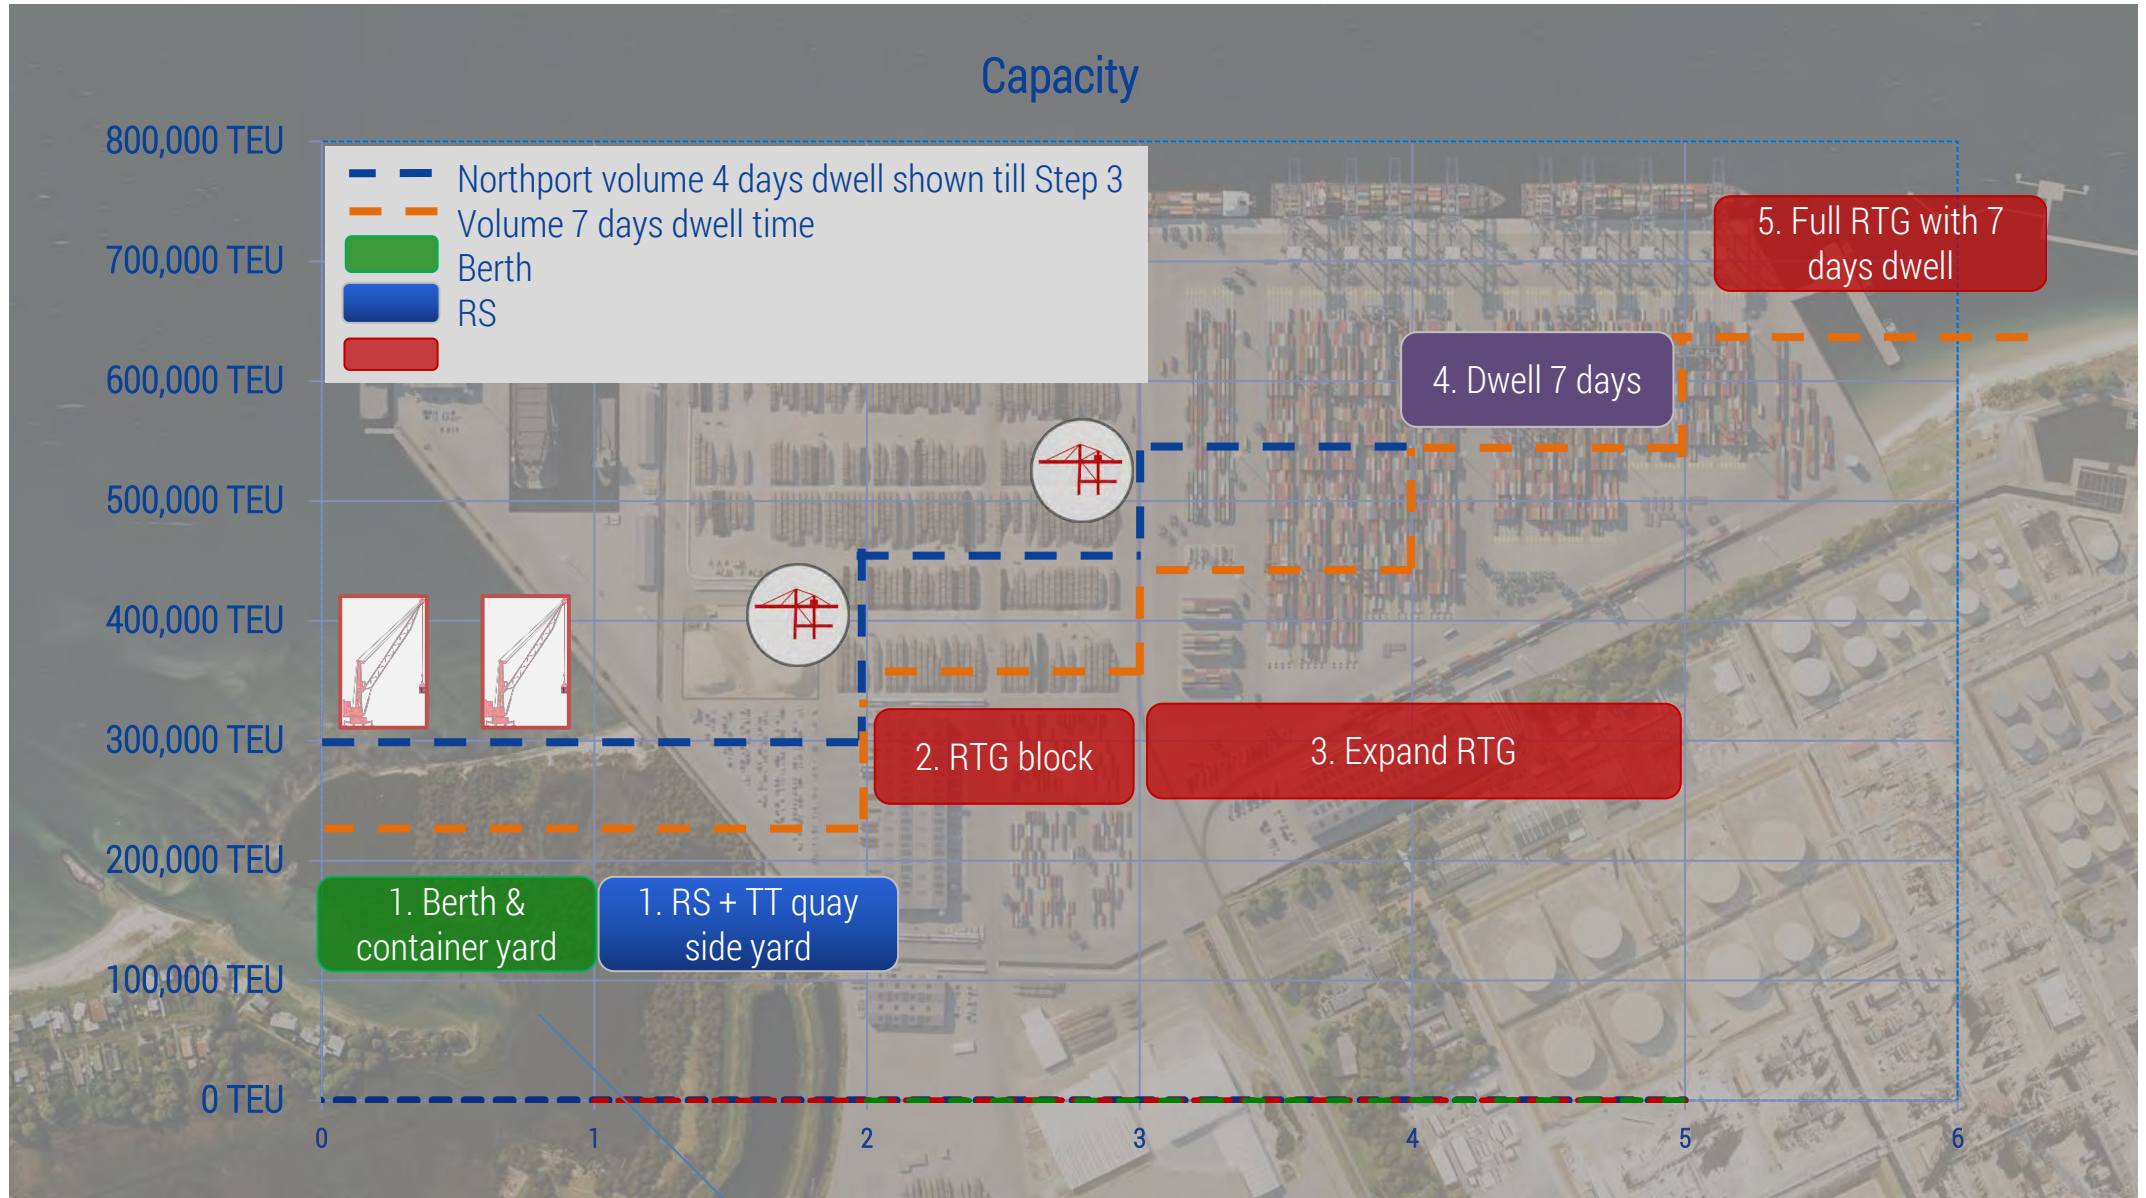 Capacity
800,000 TEU
700,000 TEU
600,000 TEU
500,000 TEU
400,000 TEU
300,000 TEU
200,000 TEU
100,000 TEU
0 TEU
Northport volume 4 days dwell shown till Step 3
Volume 7 days dwell time
Berth
RS
5. Full RTG with 7
days dwell
4. Dwell 7 days
2. RTG block
3. Expand RTG
1. Berth &
container yard
1. RS + TT quay
side yard
0
1
2
3
4
5
6